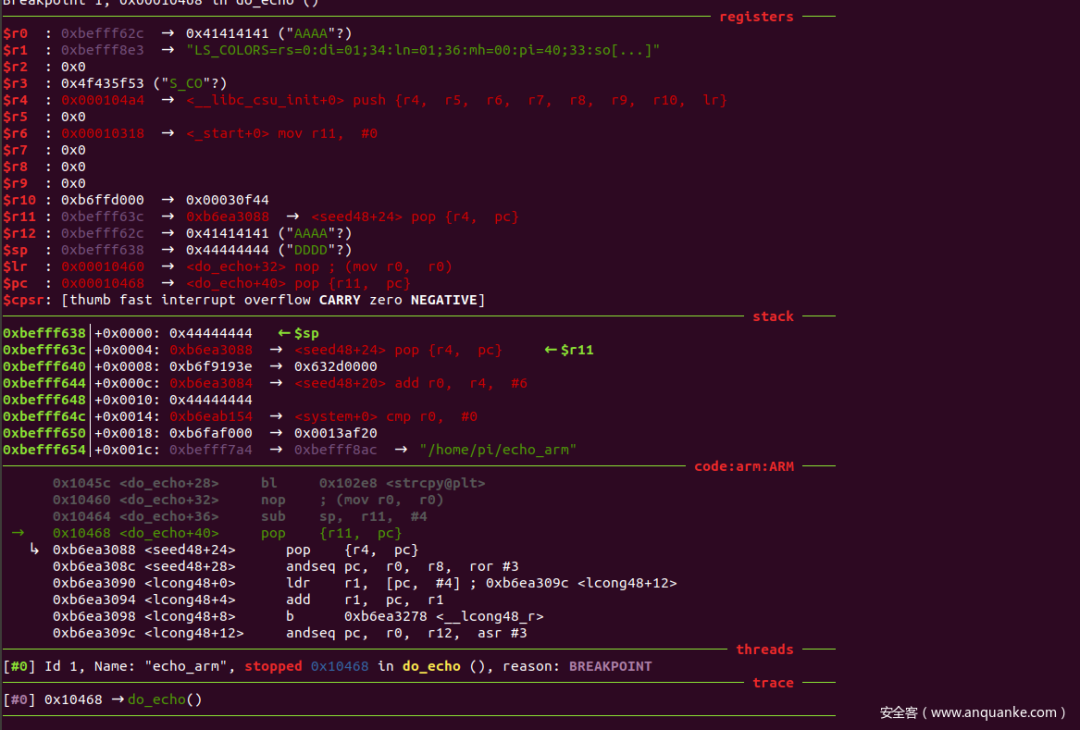 Breakpoint 1, 0x00010468 in do_echo ()
registers
$r0 : 0xbefff62c → 0x41414141 ("AAAA"?)
$r1 : 0xbefff8e3 → "LS_COLORS=rs=0:di=01;34:ln=01;36:mh=00:pi=40;33:so[...]"
$r2 : 0x0
$r3 : 0x4f435f53 ("S_CO"?)
$r4 : 0x000104a4 → <__libc_csu_init+0> push {r4, r5, r6, r7, r8, r9, r10, lr}
$r5 : 0x0
$r6 : 0x00010318 → <_start+0> mov r11, #0
$r7 : 0x0
$r8 : 0x0
$r9 : 0x0
$r10 : 0xb6ffd000 → 0x00030f44
$r11 : 0xbefff63c → 0xb6ea3088 → <seed48+24> pop {r4, pc}
$r12 : 0xbefff62c → 0x41414141 ("AAAA"?)
$sp : 0xbefff638 → 0x44444444 ("DDDD"?)
$lr : 0x00010460 → <do_echo+32> nop ; (mov r0, r0)
$pc : 0x00010468 → <do_echo+40> pop {r11, pc}
$cpsr: [thumb fast interrupt overflow CARRY zero NEGATIVE]
stack
0xbefff638│+0x0000: 0x44444444 ←$sp
0xbefff63c│+0x0004: 0xb6ea3088 → <seed48+24> pop {r4, pc} ←$r11
0xbefff640│+0x0008: 0xb6f9193e → 0x632d0000
0xbefff644│+0x000c: 0xb6ea3084 → <seed48+20> add r0, r4, #6
0xbefff648│+0x0010: 0x44444444
0xbefff64c│+0x0014: 0xb6eab154 → <system+0> cmp r0, #0
0xbefff650│+0x0018: 0xb6faf000 → 0x0013af20
0xbefff654│+0x001c: 0xbefff7a4 → 0xbefff8ac → "/home/pi/echo_arm"
code:arm:ARM
0x1045c <do_echo+28> bl 0x102e8 <strcpy@plt>
0x10460 <do_echo+32> nop ; (mov r0, r0)
0x10464 <do_echo+36> sub sp, r11, #4
→ 0x10468 <do_echo+40> pop {r11, pc}
↳ 0xb6ea3088 <seed48+24> pop {r4, pc}
0xb6ea308c <seed48+28> andseq pc, r0, r8, ror #3
0xb6ea3090 <lcong48+0> ldr r1, [pc, #4] ; 0xb6ea309c <lcong48+12>
0xb6ea3094 <lcong48+4> add r1, pc, r1
0xb6ea3098 <lcong48+8> b 0xb6ea3278 <__lcong48_r>
0xb6ea309c <lcong48+12> andseq pc, r0, r12, asr #3
threads
[#0] Id 1, Name: "echo_arm", stopped 0x10468 in do_echo (), reason: BREAKPOINT
trace
[#0] 0x10468 →do_echo()
安全客（www.anquanke.com）